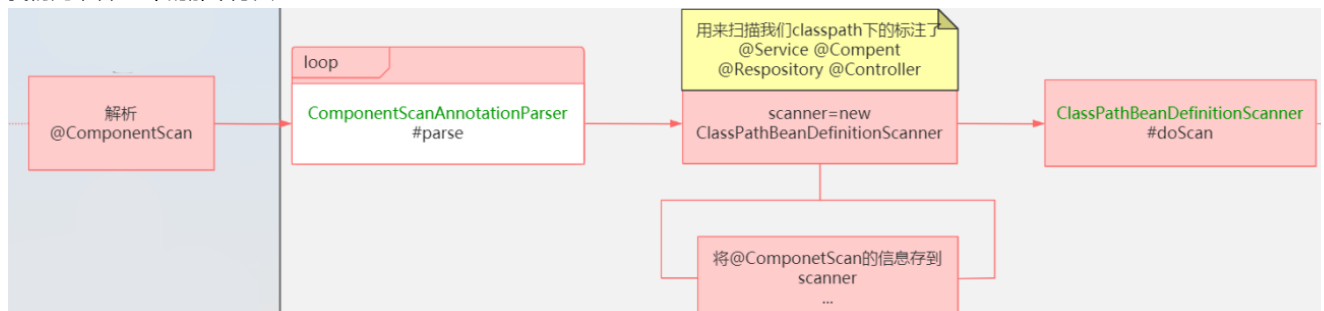 解析
@ComponentScan
loop
ComponentScanAnnotationParser
#parse
用来扫描我们classpath下的标注了
@Service @Compent
@Respository @Controller
scanner=new
ClassPathBeanDefinitionScanner
将@ComponetScan的信息存到
scanner
...
ClassPathBeanDefinitionScanner
#doScan